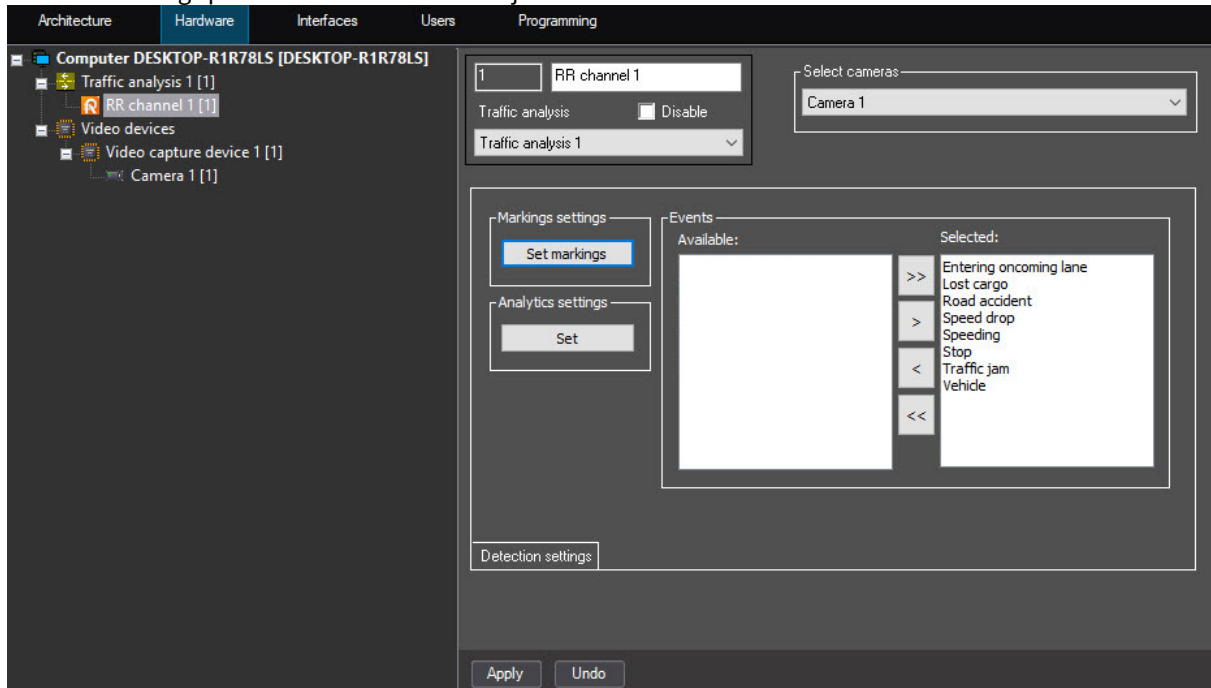 Architecture Hardware Interfaces Users Programming
Computer DESKTOP-R1R78LS [DESKTOP-R1R78LS]
Traffic analysis 1 [1]
RR channel 1 [1]
Video devices
Video capture device 1 [1]
Camera 1 [1]
1 RR channel 1
Traffic analysis Disable
Traffic analysis 1
Select cameras
Camera 1
Markings settings
Set markings
Analytics settings
Set
Events
Available:
>>
>
<
<<
Selected:
Entering oncoming lane
Lost cargo
Road accident
Speed drop
Speeding
Stop
Traffic jam
Vehicle
Detection settings
Apply Undo